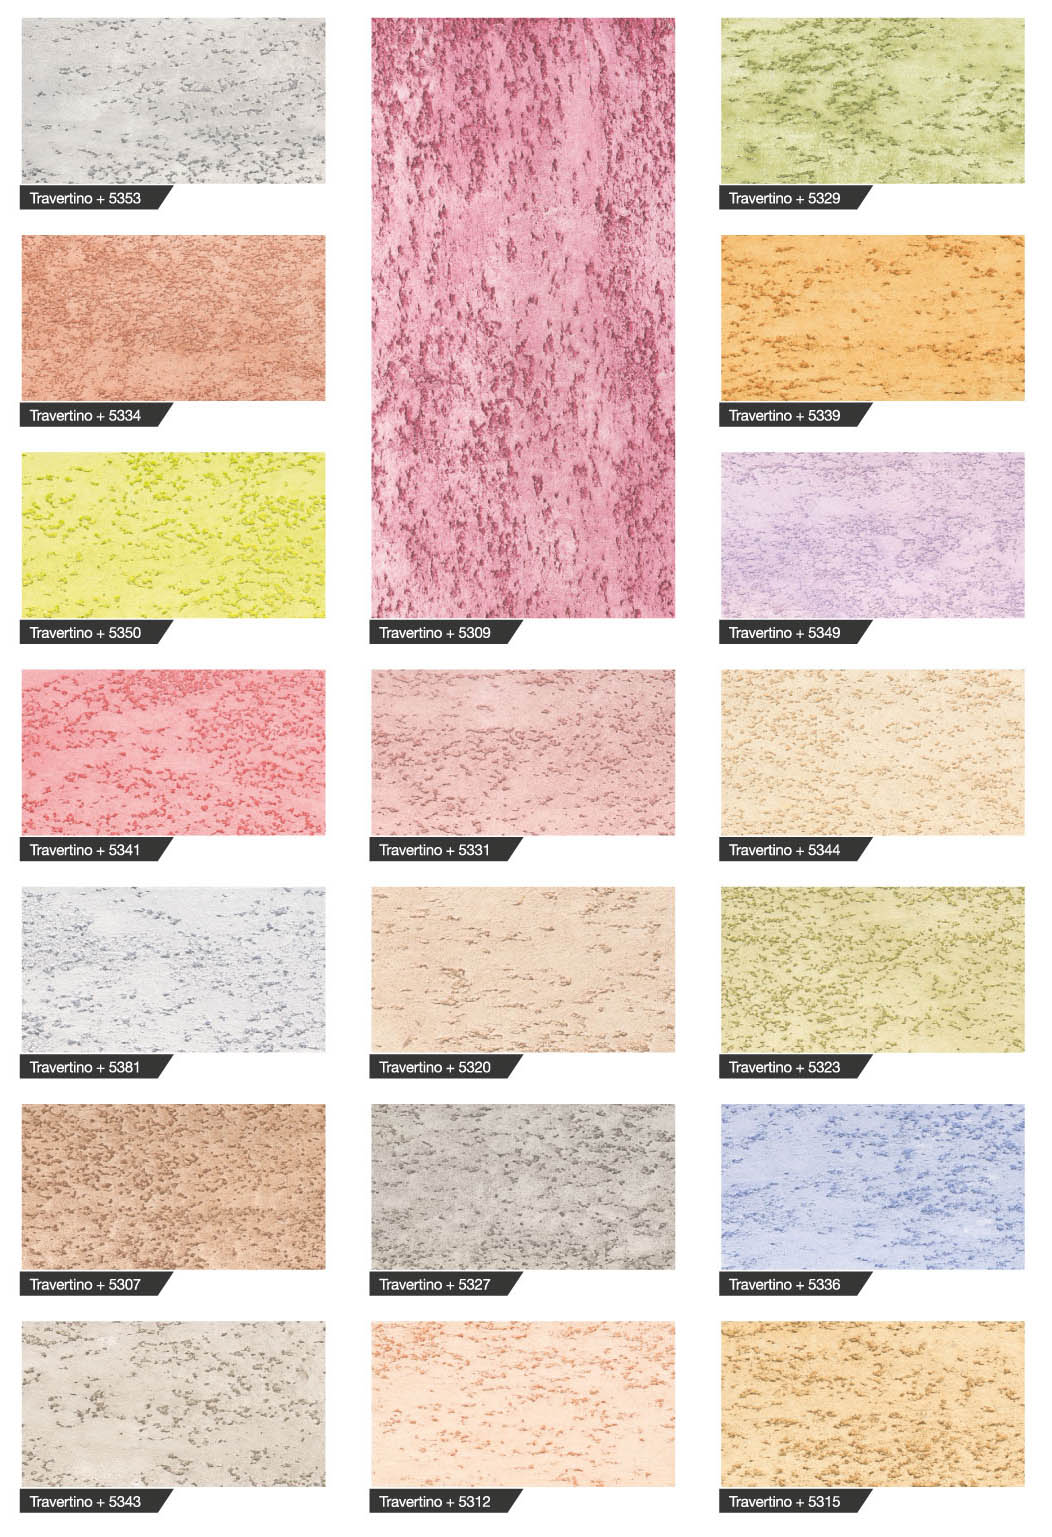 Travertino + 5353
Travertino + 5329
Travertino + 5334
Travertino + 5339
Travertino + 5350
Travertino + 5309
Travertino + 5349
Travertino + 5341
Travertino + 5331
Travertino + 5344
Travertino + 5381
Travertino + 5320
Travertino + 5323
Travertino + 5307
Travertino + 5327
Travertino + 5336
Travertino + 5343
Travertino + 5312
Travertino + 5315